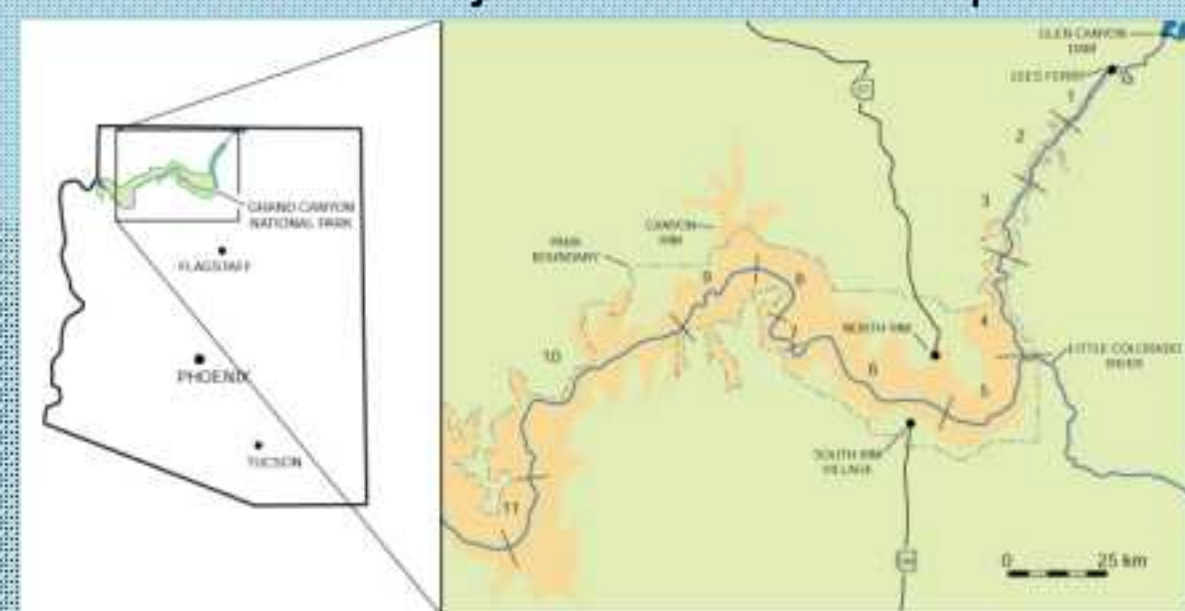 GRAND CANYON
NATIONAL PARK
FLAGSTAFF
PHOENIX
TUCSON
GLEN CANYON
DAM
LEES FERRY
1
2
3
CANYON
RIM
PARK
BOUNDARY
9
8
4
NORTH RIM
LITTLE COLORADO
RIVER
10
6
5
SOUTH RIM
VILLAGE
11
0 25 km